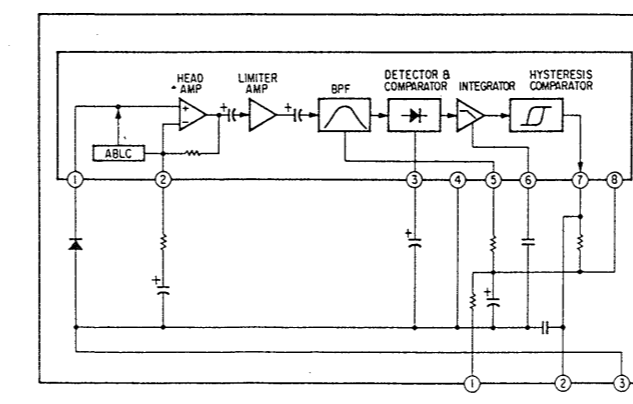 HEAD
AMP
LIMITER
AMP
BPF
DETECTOR &
COMPARATOR
INTEGRATOR
HYSTERESIS
COMPARATOR
+
−
+
+
ABLC
1
2
3
4
5
6
7
8
+
+
+
1
2
3